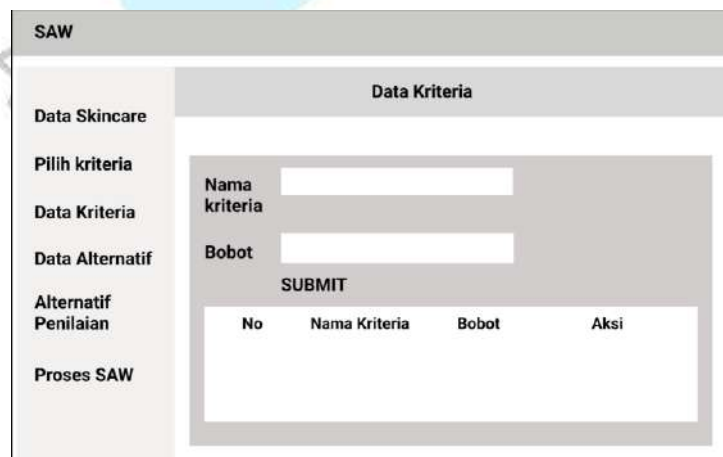 SAW
Data Skincare
Pilih kriteria
Data Kriteria
Data Alternatif
Alternatif
Penilaian
Proses SAW
Data Kriteria
Nama
kriteria
Bobot
SUBMIT
No Nama Kriteria Bobot Aksi